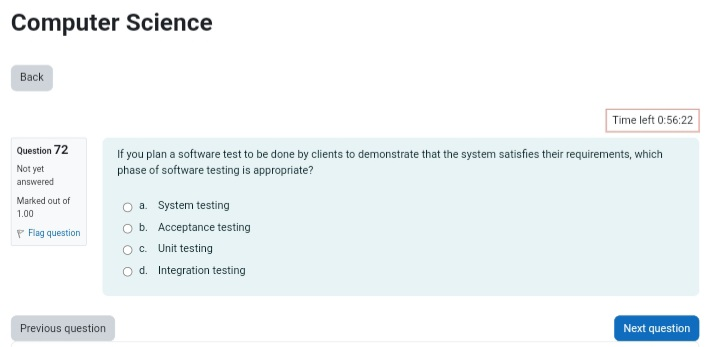 Computer Science
Back
Time left 0:56:22
Question 72
Not yet
answered
Marked out of
1.00
Flag question
If you plan a software test to be done by clients to demonstrate that the system satisfies their requirements, which
phase of software testing is appropriate?
a. System testing
b. Acceptance testing
c. Unit testing
d. Integration testing
Previous question
Next question